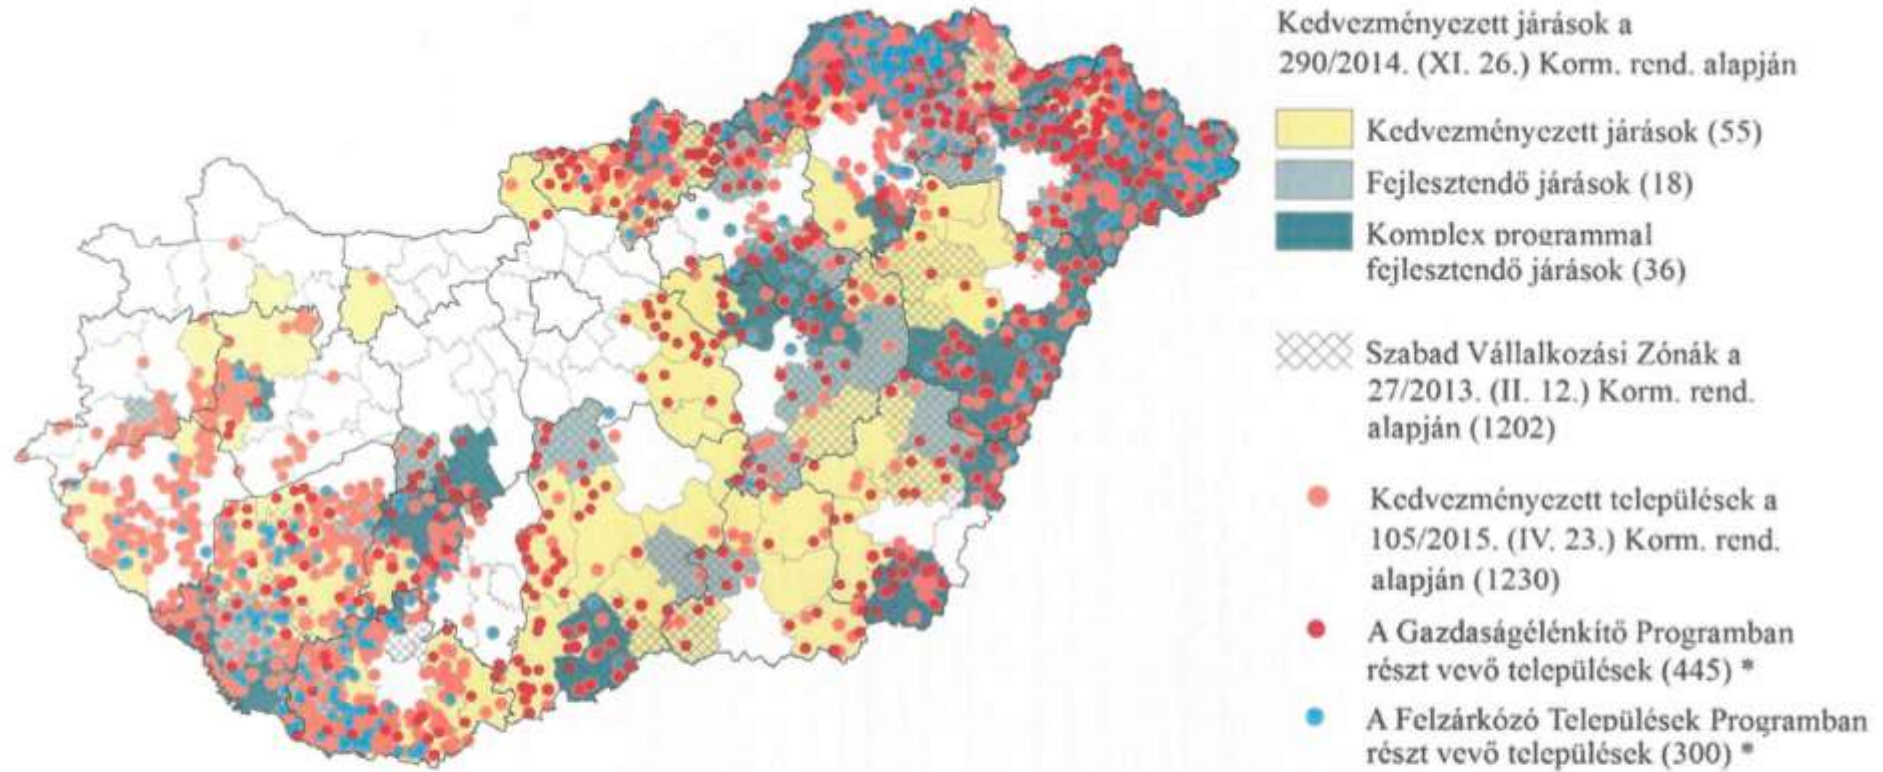 Kedvezményezett járások a
290/2014. (XI. 26.) Korm. rend. alapján
Kedvezményezett járások (55)
Fejlesztendő járások (18)
Komplex programmal
fejlesztendő járások (36)
Szabad Vállalkozási Zónák a
27/2013. (II. 12.) Korm. rend.
alapján (1202)
Kedvezményezett települések a
105/2015. (IV. 23.) Korm. rend.
alapján (1230)
A Gazdaságélénkítő Programban
részt vevő települések (445) *
A Felzárkózó Települések Programban
részt vevő települések (300) *